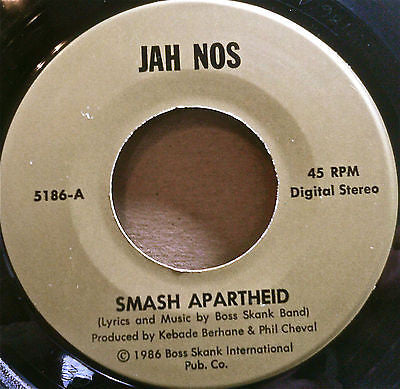 JAH NOS
5186-A
45 RPM
Digital Stereo
SMASH APARTHEID
(Lyrics and Music by Boss Skank Band)
Produced by Kebade Berhane & Phil Cheval
© 1986 Boss Skank International
Pub. Co.